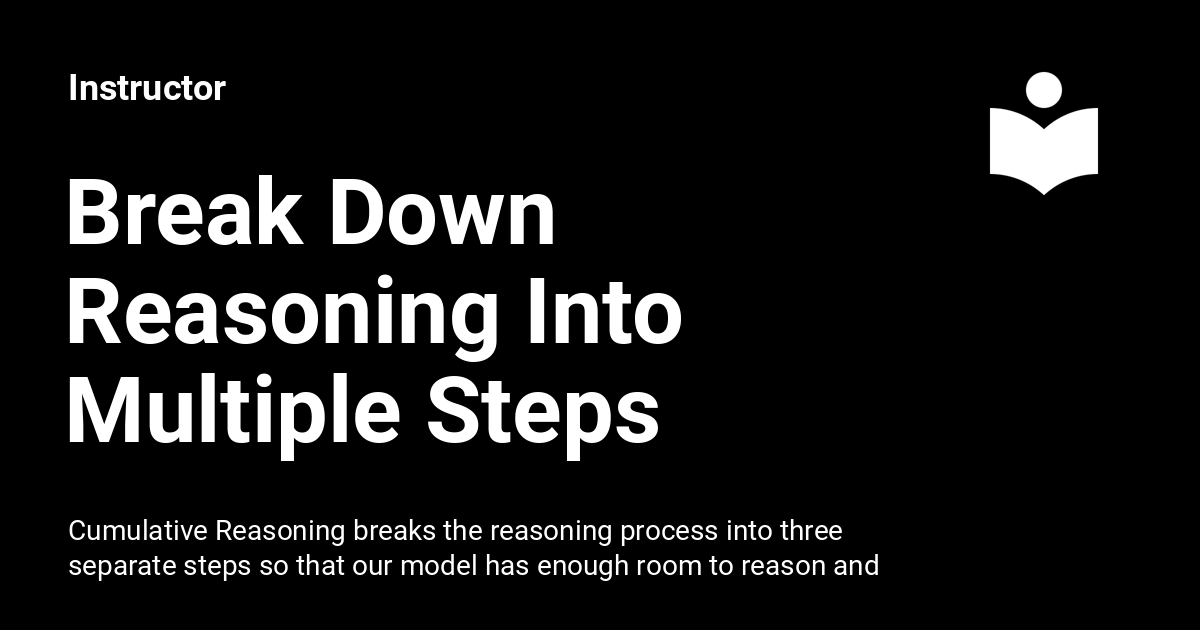 Instructor
Break Down
Reasoning Into
Multiple Steps
Cumulative Reasoning breaks the reasoning process into three
separate steps so that our model has enough room to reason and